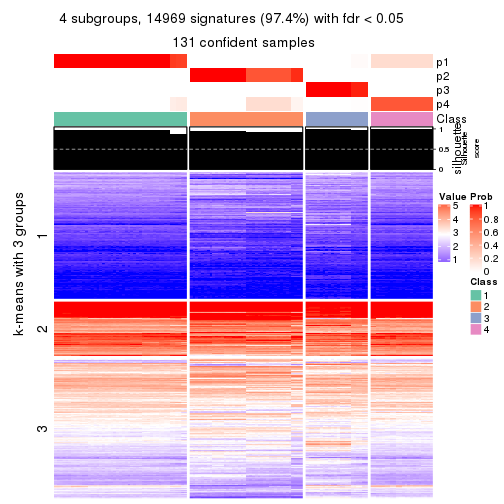 4 subgroups, 14969 signatures (97.4%) with fdr < 0.05
131 confident samples
p1
p2
p3
p4
Class
1
0.5
0
silhouette
Silhouette
score
k-means with 3 groups
1
2
3
Value
5
4
3
2
1
Prob
1
0.8
0.6
0.4
0.2
0
Class
1
2
3
4